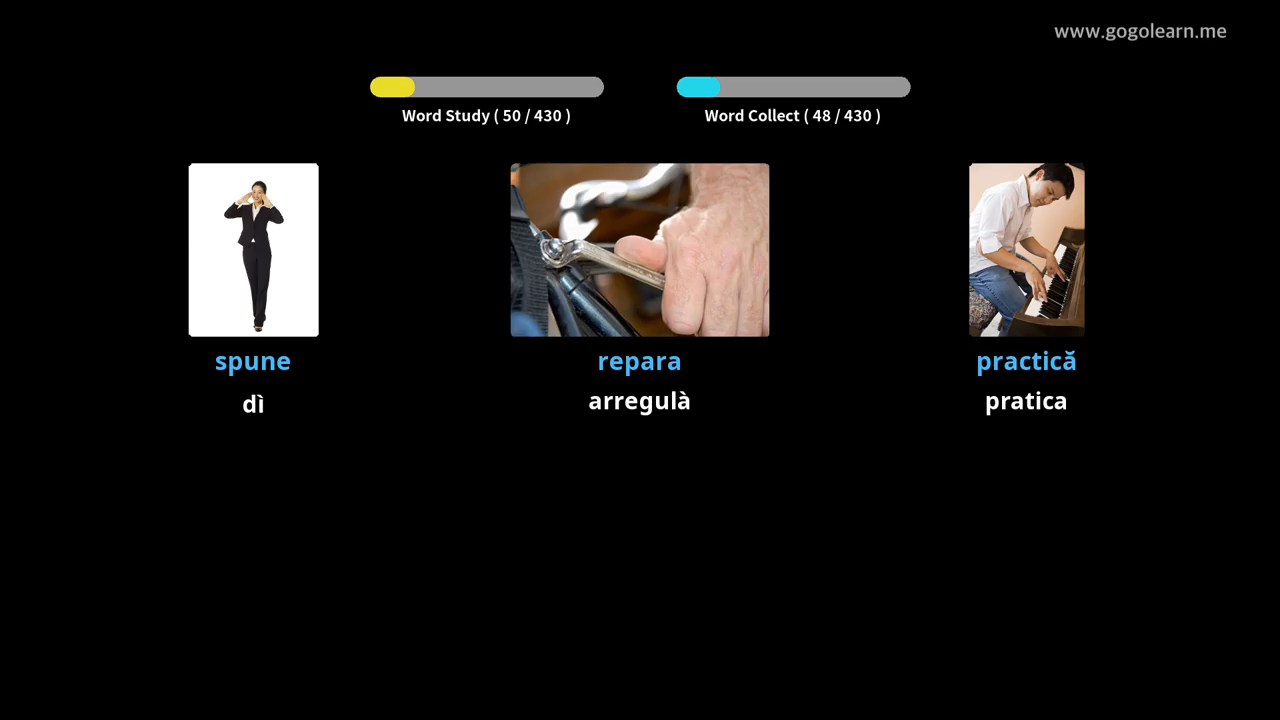 www.gogolearn.me
Word Study ( 50 / 430 )
Word Collect ( 48 / 430 )
spune
repara
practică
dì
arregulà
pratica